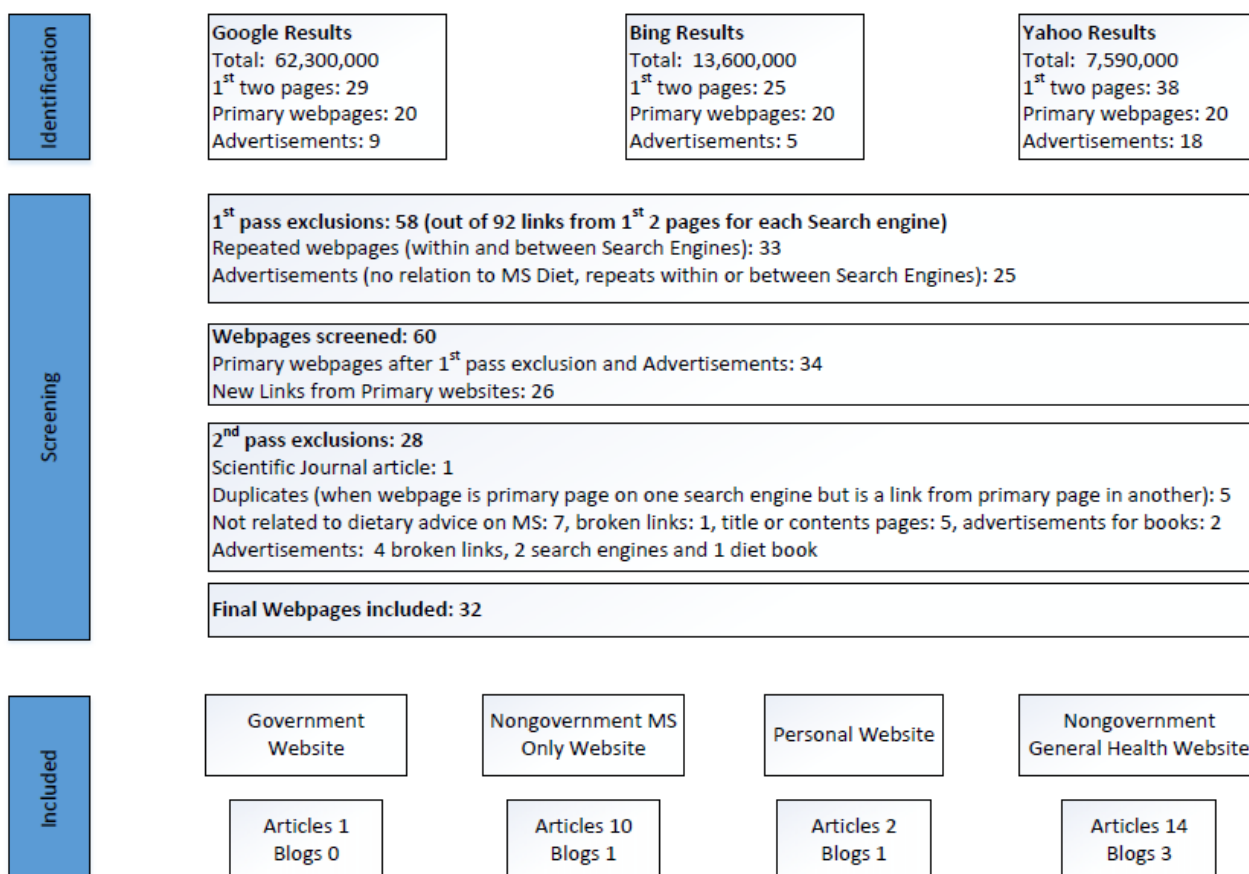 Identification
Google Results
Total: 62,300,000
1st two pages: 29
Primary webpages: 20
Advertisements: 9
Bing Results
Total: 13,600,000
1st two pages: 25
Primary webpages: 20
Advertisements: 5
Yahoo Results
Total: 7,590,000
1st two pages: 38
Primary webpages: 20
Advertisements: 18
Screening
1st pass exclusions: 58 (out of 92 links from 1st 2 pages for each Search engine)
Repeated webpages (within and between Search Engines): 33
Advertisements (no relation to MS Diet, repeats within or between Search Engines): 25
Webpages screened: 60
Primary webpages after 1st pass exclusion and Advertisements: 34
New Links from Primary websites: 26
2nd pass exclusions: 28
Scientific Journal article: 1
Duplicates (when webpage is primary page on one search engine but is a link from primary page in another): 5
Not related to dietary advice on MS: 7, broken links: 1, title or contents pages: 5, advertisements for books: 2
Advertisements: 4 broken links, 2 search engines and 1 diet book
Final Webpages included: 32
Included
Government
Website
Nongovernment MS
Only Website
Personal Website
Nongovernment
General Health Website
Articles 1
Blogs 0
Articles 10
Blogs 1
Articles 2
Blogs 1
Articles 14
Blogs 3